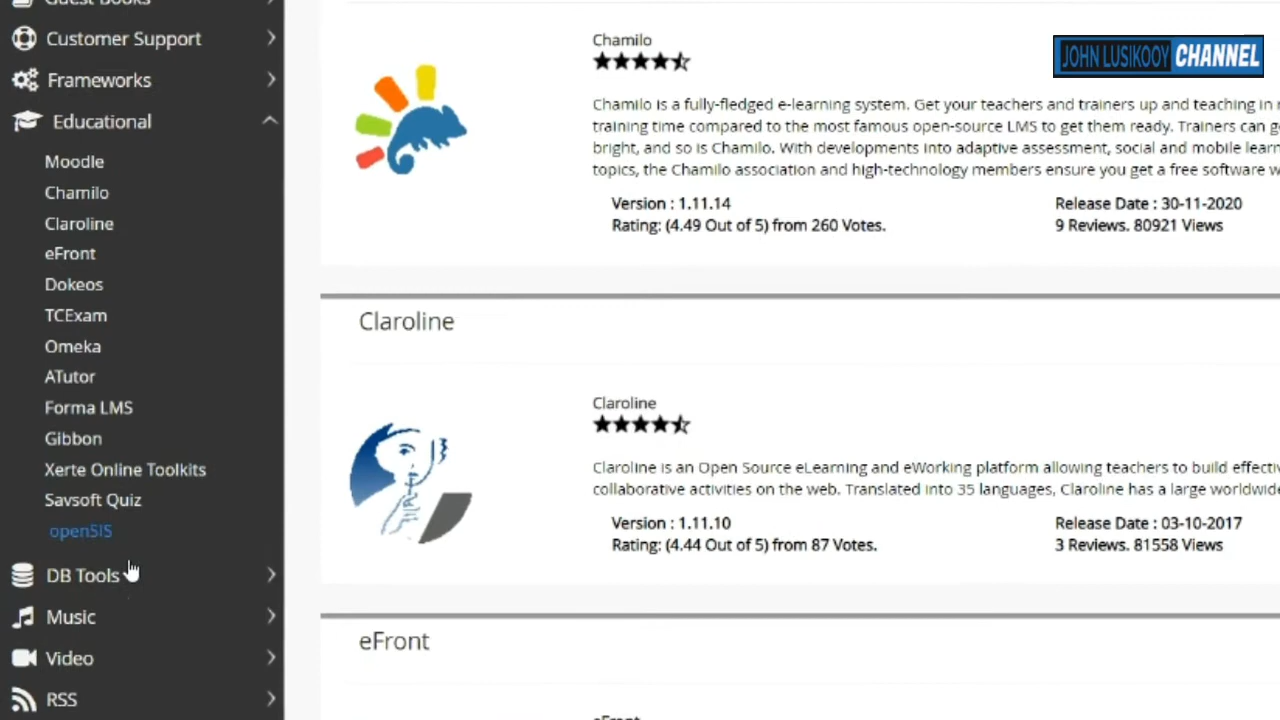 Guest Books
Customer Support
Frameworks
Educational
Moodle
Chamilo
Claroline
eFront
Dokeos
TCExam
Omeka
ATutor
Forma LMS
Gibbon
Xerte Online Toolkits
Savsoft Quiz
openSIS
DB Tools
Music
Video
RSS
JOHN LUSIKOOY CHANNEL
Chamilo
Chamilo is a fully-fledged e-learning system. Get your teachers and trainers up and teaching in
training time compared to the most famous open-source LMS to get them ready. Trainers can
bright, and so is Chamilo. With developments into adaptive assessment, social and mobile
topics, the Chamilo association and high-technology members ensure you get a free software
Version : 1.11.14
Release Date : 30-11-2020
Rating: (4.49 Out of 5) from 260 Votes.
9 Reviews. 80921 Views
Claroline
Claroline
Claroline is an Open Source eLearning and eWorking platform allowing teachers to build
collaborative activities on the web. Translated into 35 languages, Claroline has a large
Version : 1.11.10
Release Date : 03-10-2017
Rating: (4.44 Out of 5) from 87 Votes.
3 Reviews. 81558 Views
eFront
eFront